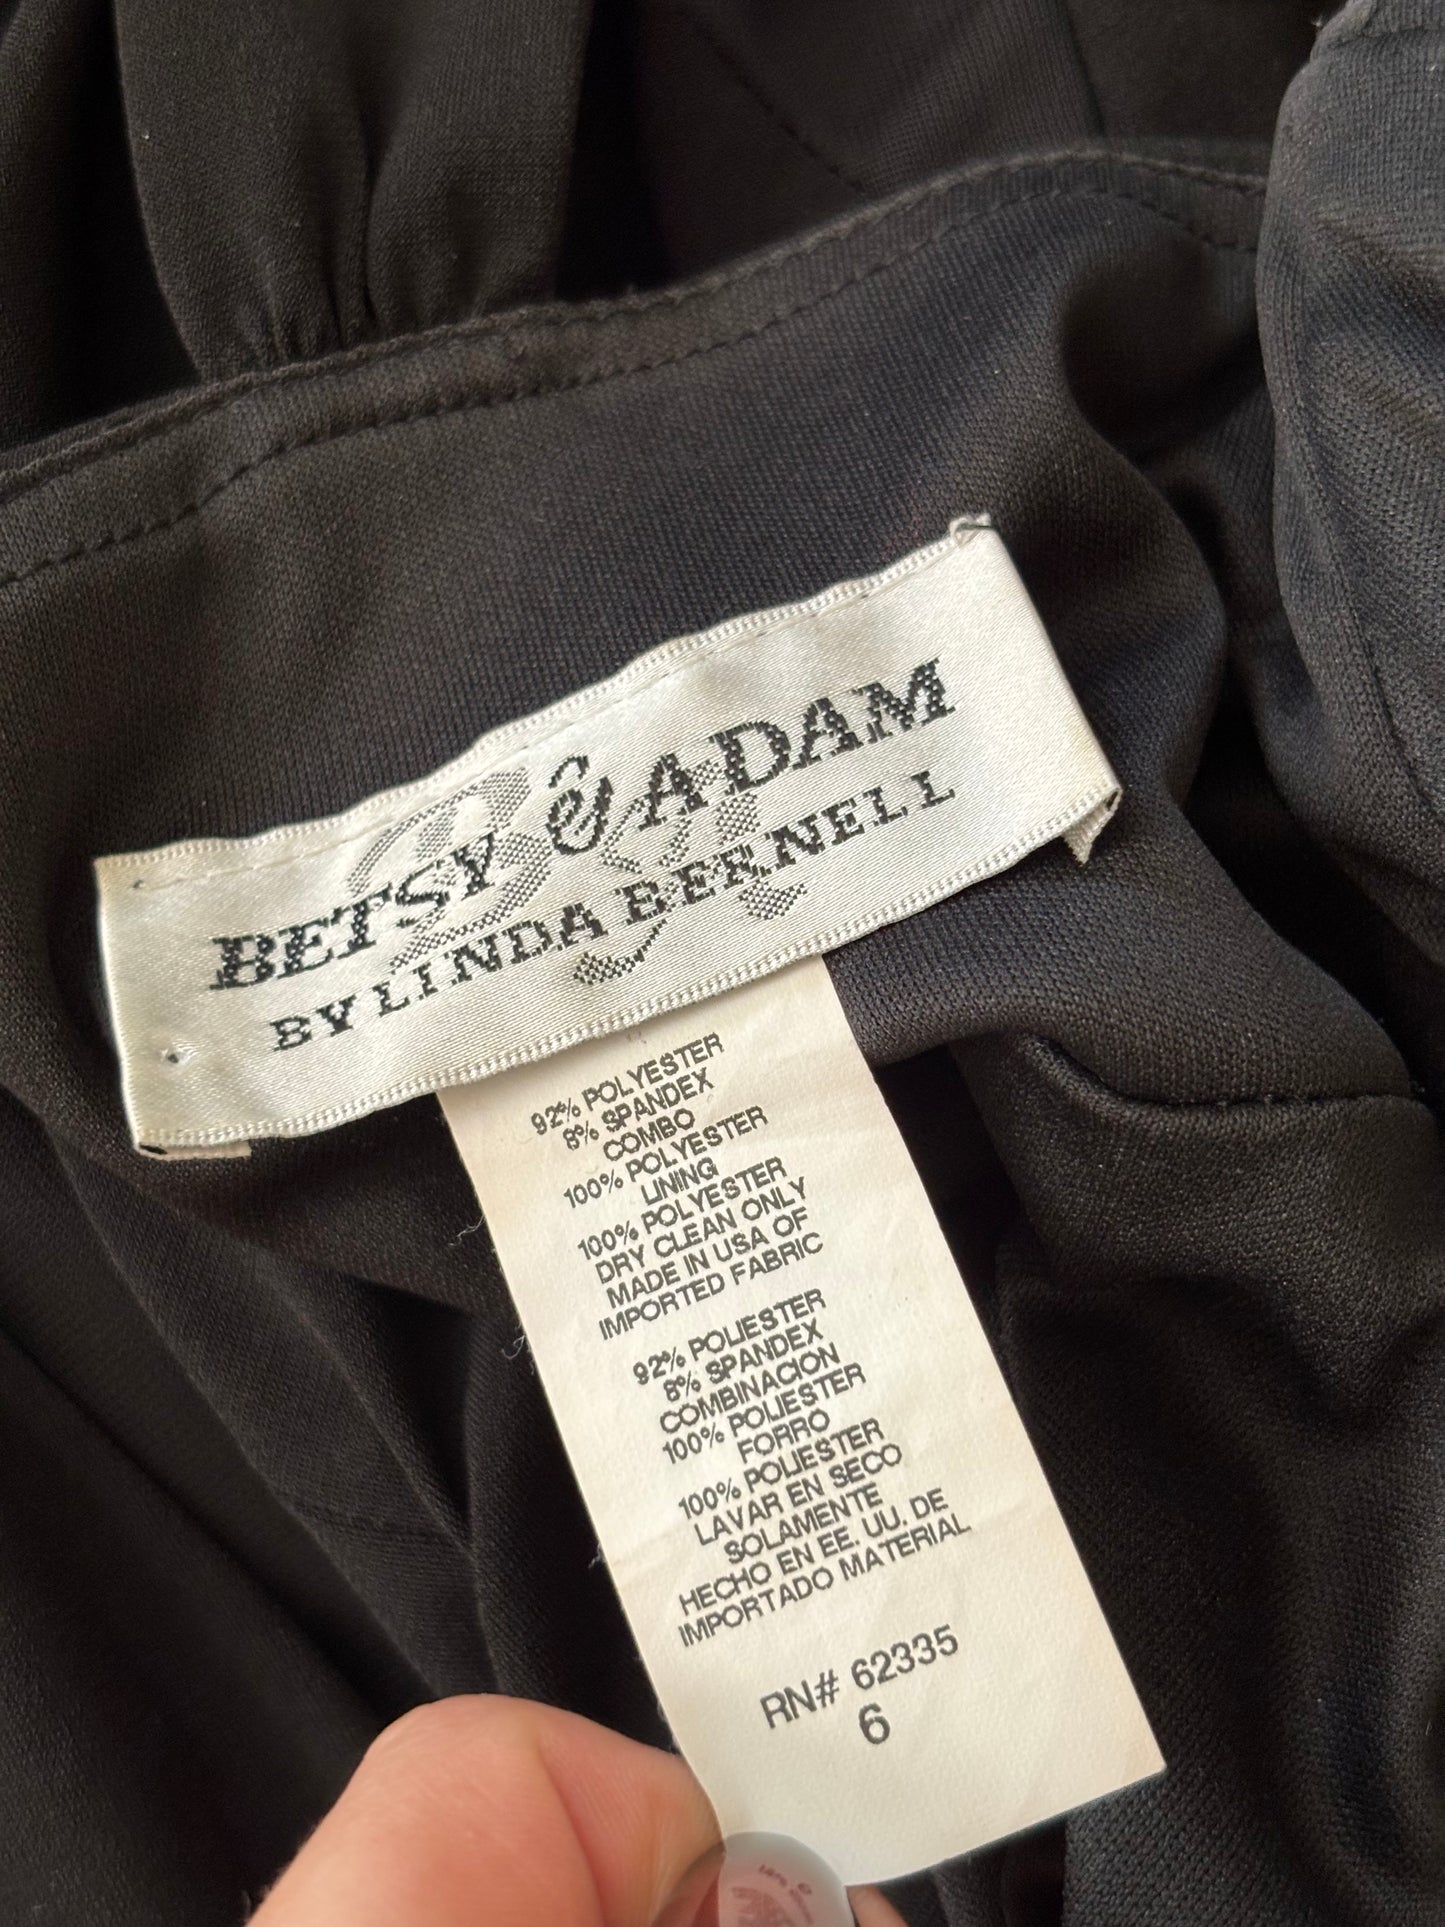 BETSY & ADAM
BY LINDA BERNELL
92% POLYESTER
8% SPANDEX
COMBO
100% POLYESTER
LINING
100% POLYESTER
DRY CLEAN ONLY
MADE IN USA OF
IMPORTED FABRIC
92% POLIESTER
8% SPANDEX
COMBINACION
100% POLIESTER
FORRO
100% POLIESTER
LAVAR EN SECO
SOLAMENTE
HECHO EN EE. UU. DE
IMPORTADO MATERIAL
RN# 62335
6